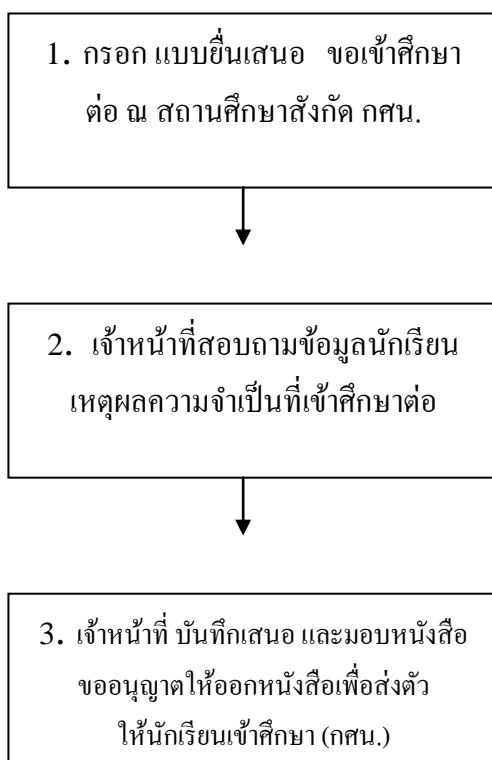 1. กรอก แบบยื่นเสนอ ขอเข้าศึกษา
ต่อ ณ สถานศึกษาสังกัด กศน.
2. เจ้าหน้าที่สอบถามข้อมูลนักเรียน
เหตุผลความจำเป็นที่เข้าศึกษาต่อ
3. เจ้าหน้าที่ บันทึกเสนอ และมอบหนังสือ
ขออนุญาตให้ออกหนังสือเพื่อส่งตัว
ให้นักเรียนเข้าศึกษา (กศน.)